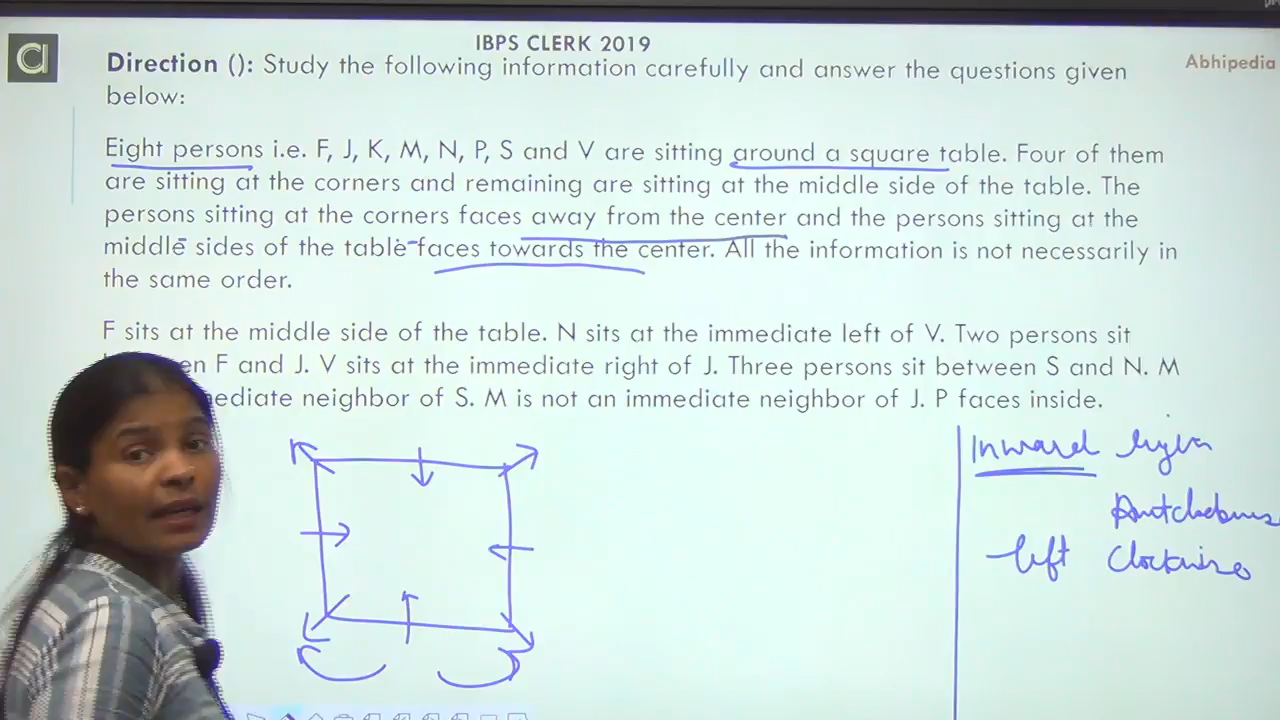 IBPS CLERK 2019
Abhipedia
Direction (): Study the following information carefully and answer the questions given
below:
Eight persons i.e. F, J, K, M, N, P, S and V are sitting around a square table. Four of them
are sitting at the corners and remaining are sitting at the middle side of the table. The
persons sitting at the corners faces away from the center and the persons sitting at the
middle sides of the table faces towards the center. All the information is not necessarily in
the same order.
F sits at the middle side of the table. N sits at the immediate left of V. Two persons sit
F and J. V sits at the immediate right of J. Three persons sit between S and N. M
neighbor of S. M is not an immediate neighbor of J. P faces inside.
Inward
left Clockwise